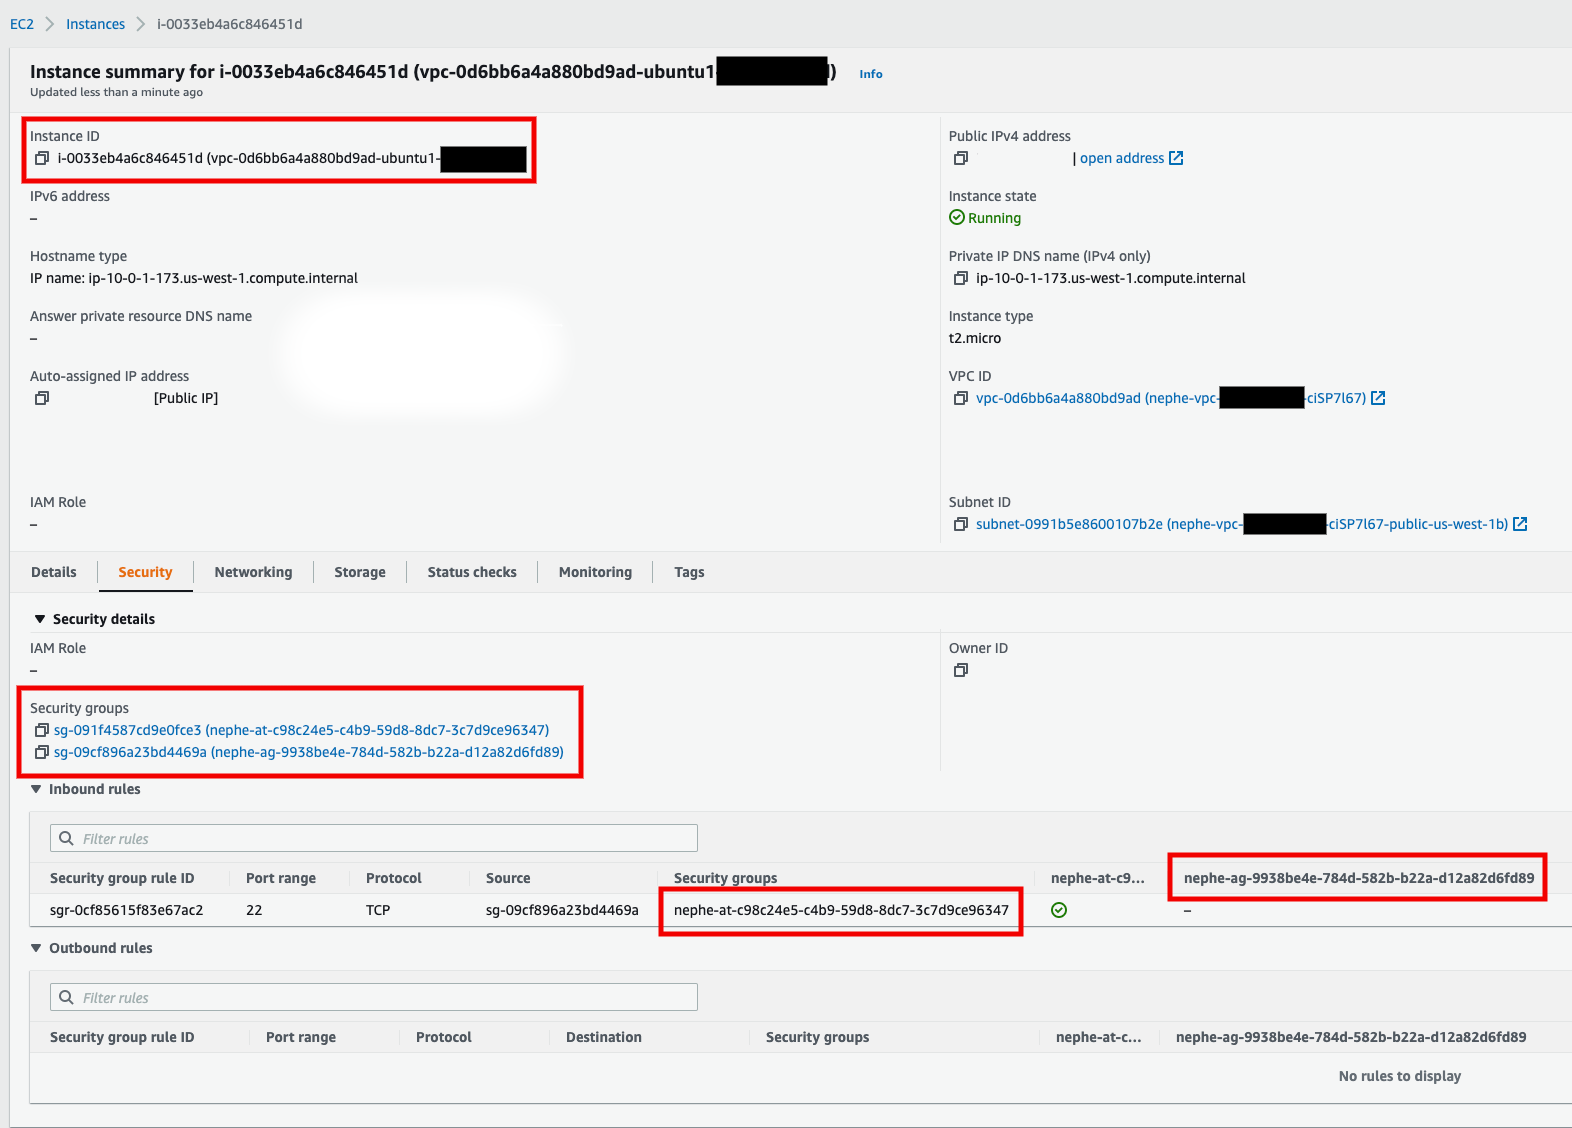 EC2 Instances i-0033eb4a6c846451d
Instance summary for i-0033eb4a6c846451d (vpc-0d6bb6a4a880bd9ad-ubuntu1- ) Info
Updated less than a minute ago
Instance ID
i-0033eb4a6c846451d (vpc-0d6bb6a4a880bd9ad-ubuntu1-
Public IPv4 address
| open address
IPv6 address
–
Instance state
Running
Hostname type
IP name: ip-10-0-1-173.us-west-1.compute.internal
Private IP DNS name (IPv4 only)
ip-10-0-1-173.us-west-1.compute.internal
Answer private resource DNS name
–
Instance type
t2.micro
Auto-assigned IP address
[Public IP]
VPC ID
vpc-0d6bb6a4a880bd9ad (nephe-vpc- -ciSP7l67)
IAM Role
–
Subnet ID
subnet-0991b5e8600107b2e (nephe-vpc- -ciSP7l67-public-us-west-1b)
Details Security Networking Storage Status checks Monitoring Tags
Security details
IAM Role
–
Owner ID
Security groups
sg-091f4587cd9e0fce3 (nephe-at-c98c24e5-c4b9-59d8-8dc7-3c7d9ce96347)
sg-09cf896a23bd4469a (nephe-ag-9938be4e-784d-582b-b22a-d12a82d6fd89)
Inbound rules
Filter rules
Security group rule ID Port range Protocol Source Security groups nephe-at-c9... nephe-ag-9938be4e-784d-582b-b22a-d12a82d6fd89
sgr-0cf85615f83e67ac2 22 TCP sg-09cf896a23bd4469a nephe-at-c98c24e5-c4b9-59d8-8dc7-3c7d9ce96347 –
Outbound rules
Filter rules
Security group rule ID Port range Protocol Destination Security groups nephe-at-c... nephe-ag-9938be4e-784d-582b-b22a-d12a82d6fd89
No rules to display